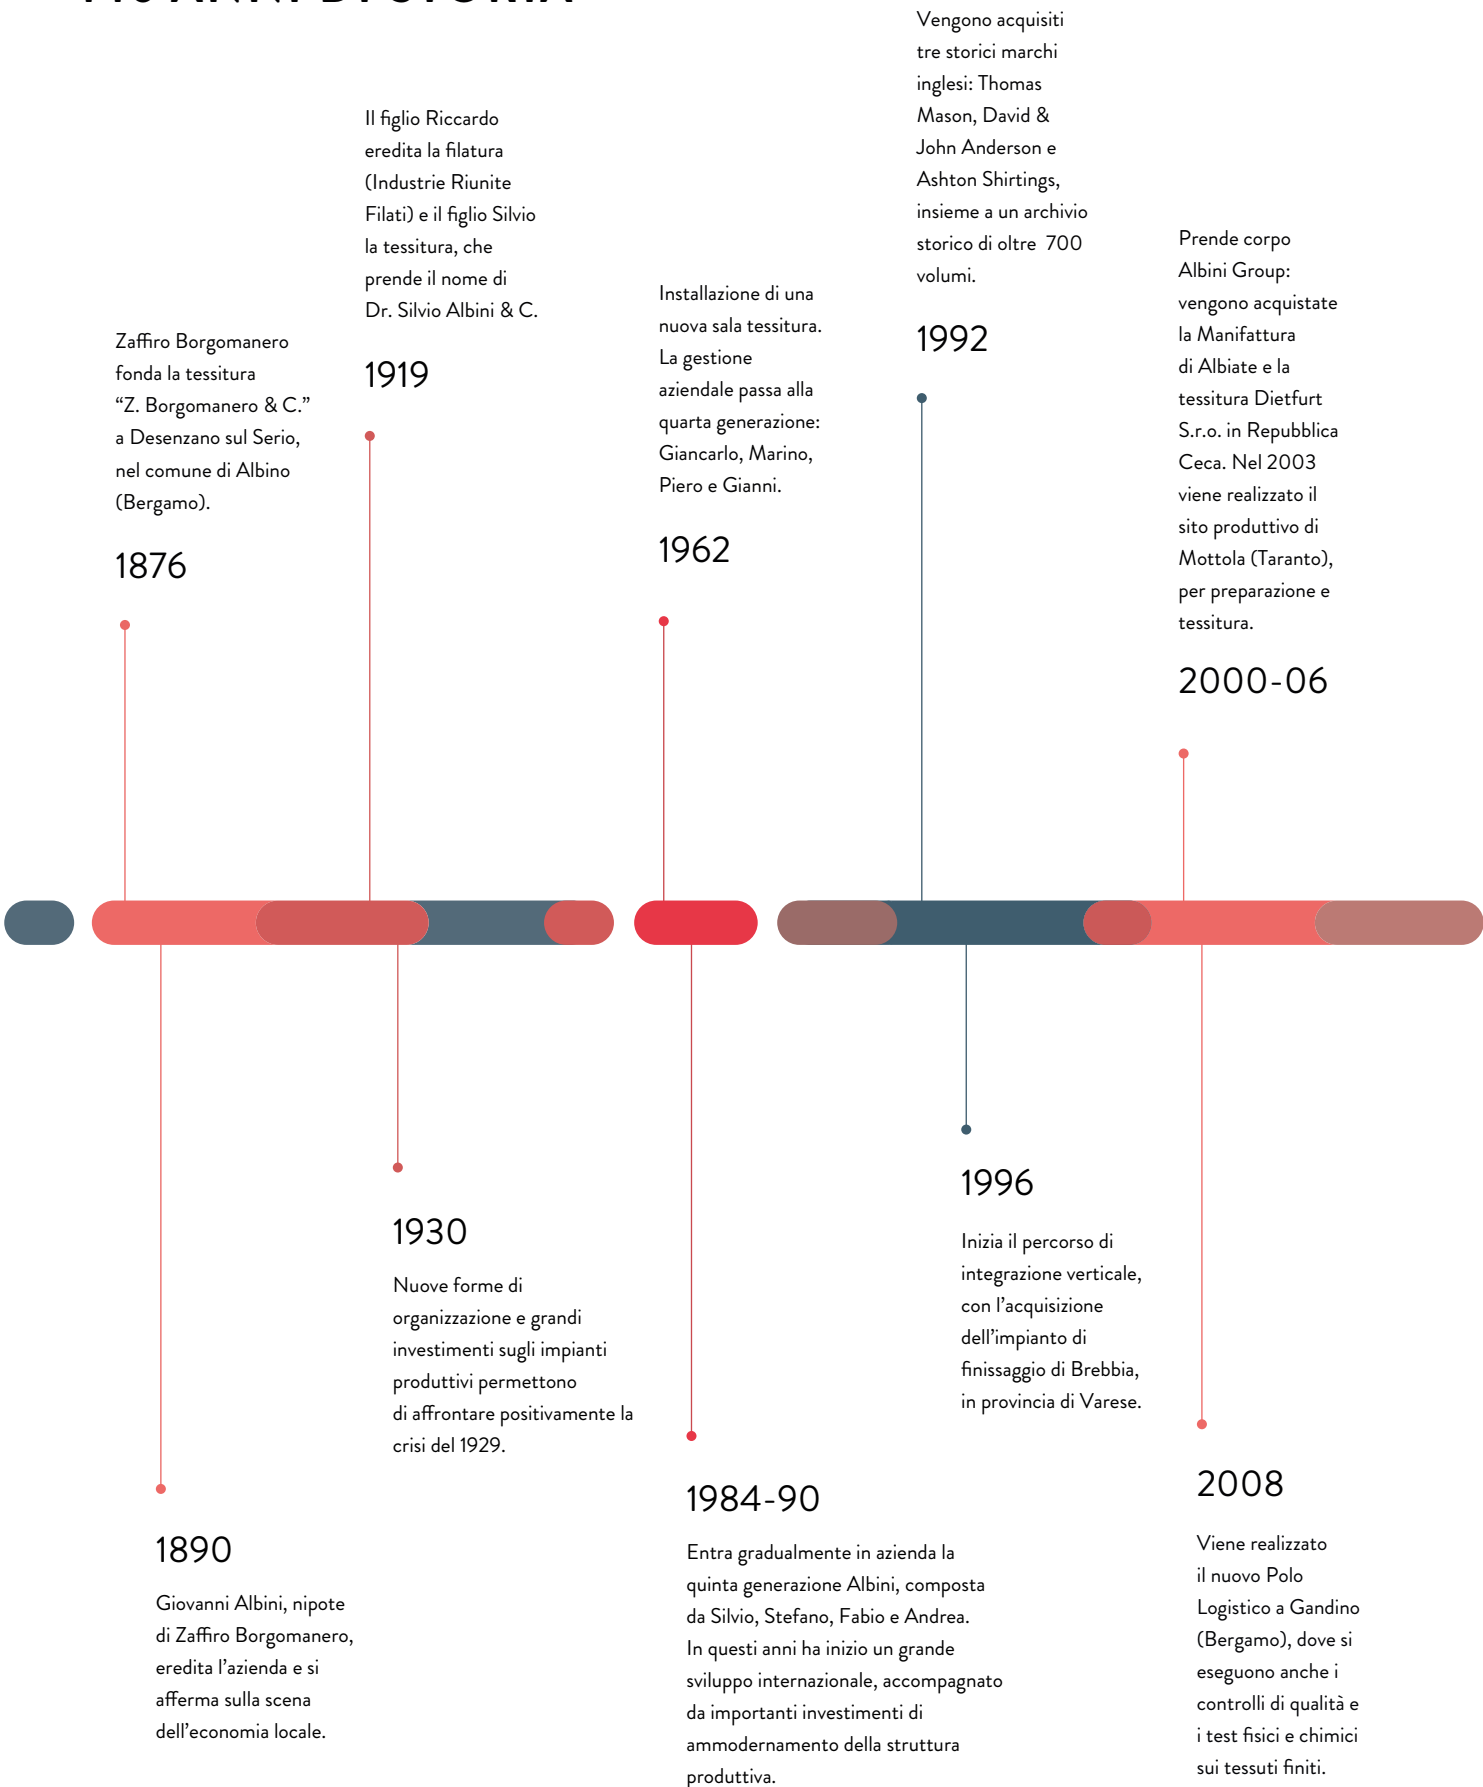 ANNI DI STORIA
Zaffiro Borgomanero
fonda la tessitura
“Z. Borgomanero & C.”
a Desenzano sul Serio,
nel comune di Albino
(Bergamo).
1876
Il figlio Riccardo
eredita la filatura
(Industrie Riunite
Filati) e il figlio Silvio
la tessitura, che
prende il nome di
Dr. Silvio Albini & C.
1919
Installazione di una
nuova sala tessitura.
La gestione
aziendale passa alla
quarta generazione:
Giancarlo, Marino,
Piero e Gianni.
1962
Vengono acquisiti
tre storici marchi
inglesi: Thomas
Mason, David &
John Anderson e
Ashton Shirtings,
insieme a un archivio
storico di oltre 700
volumi.
1992
Prende corpo
Albini Group:
vengono acquistate
la Manifattura
di Albiate e la
tessitura Dietfurt
S.r.o. in Repubblica
Ceca. Nel 2003
viene realizzato il
sito produttivo di
Mottola (Taranto),
per preparazione e
tessitura.
2000-06
1890
Giovanni Albini, nipote
di Zaffiro Borgomanero,
eredita l’azienda e si
afferma sulla scena
dell’economia locale.
1930
Nuove forme di
organizzazione e grandi
investimenti sugli impianti
produttivi permettono
di affrontare positivamente la
crisi del 1929.
1984-90
Entra gradualmente in azienda la
quinta generazione Albini, composta
da Silvio, Stefano, Fabio e Andrea.
In questi anni ha inizio un grande
sviluppo internazionale, accompagnato
da importanti investimenti di
ammodernamento della struttura
produttiva.
1996
Inizia il percorso di
integrazione verticale,
con l’acquisizione
dell’impianto di
finissaggio di Brebbia,
in provincia di Varese.
2008
Viene realizzato
il nuovo Polo
Logistico a Gandino
(Bergamo), dove si
eseguono anche i
controlli di qualità e
i test fisici e chimici
sui tessuti finiti.